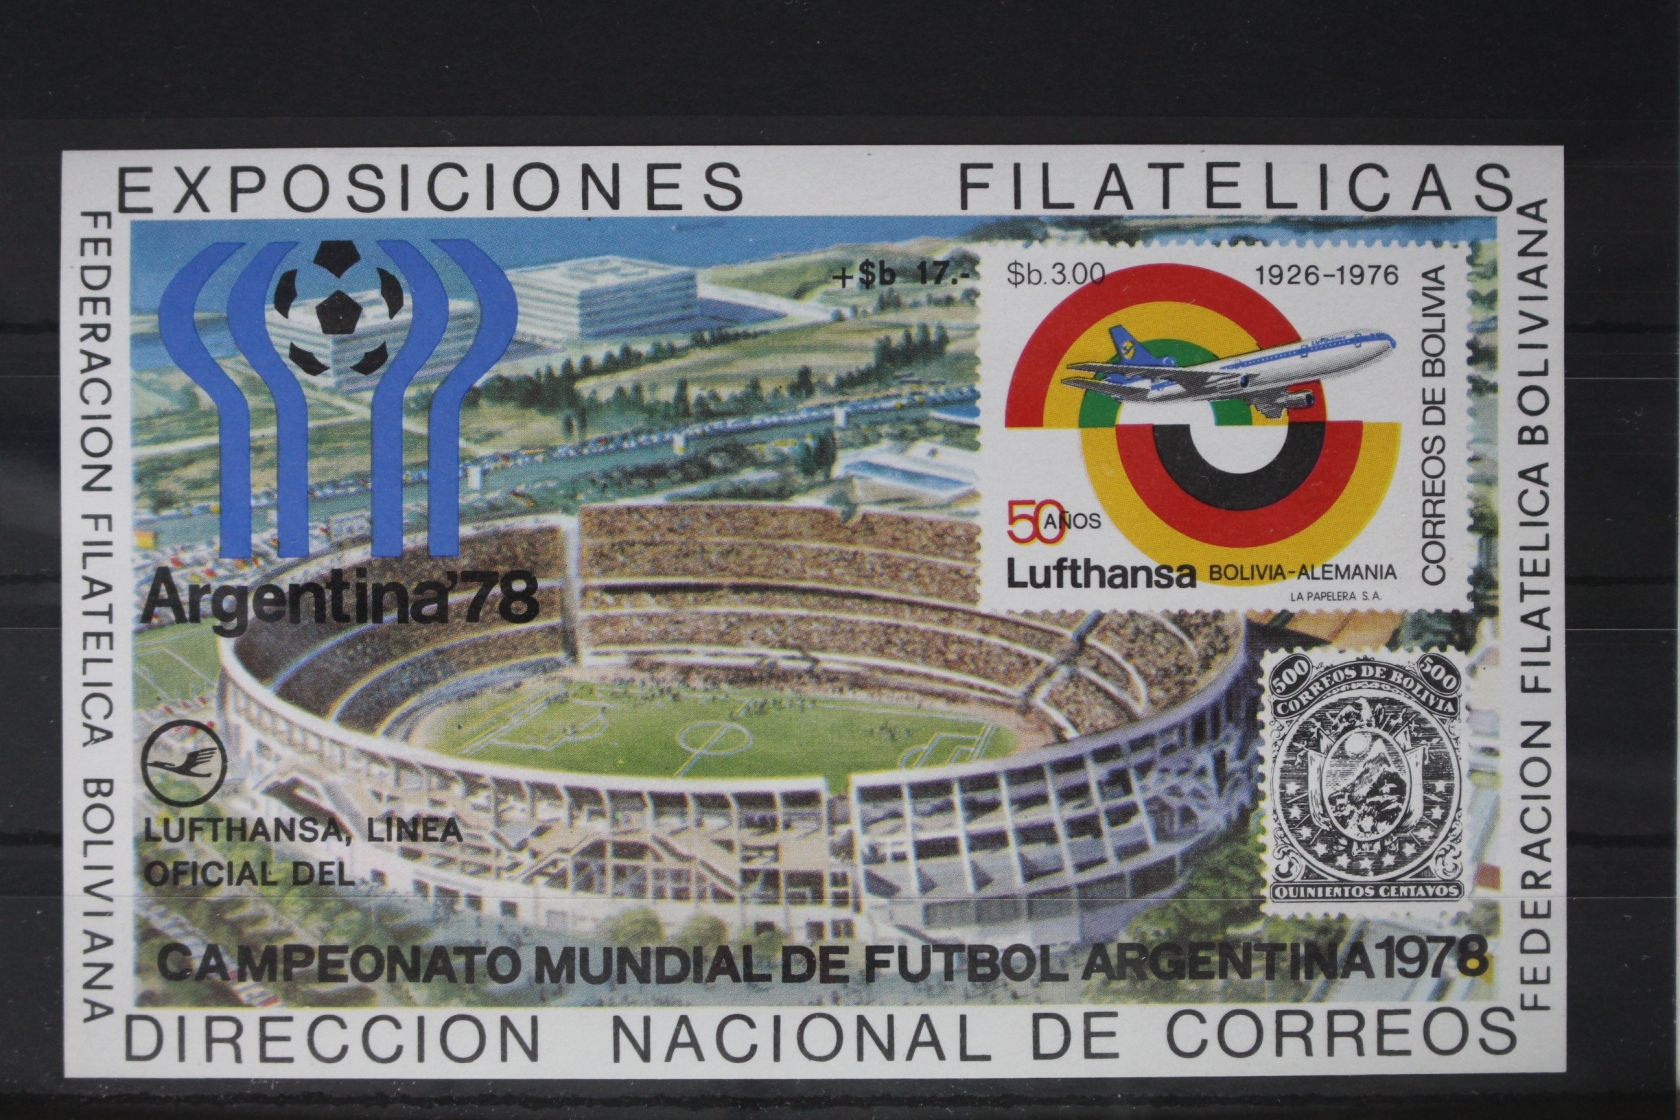 EXPOSICIONES FILATELICAS
FEDERACION FILATELICA BOLIVIANA
FEDERACION FILATELICA BOLIVIANA
+$b 17.-
$b.3.00
1926-1976
CORREOS DE BOLIVIA
50 AÑOS
Lufthansa BOLIVIA-ALEMANIA
LA PAPELERA S.A.
Argentina'78
500 500
CORREOS DE BOLIVIA
QUINIENTOS CENTAVOS
LUFTHANSA, LINEA
OFICIAL DEL
CAMPEONATO MUNDIAL DE FUTBOL ARGENTINA 1978
DIRECCION NACIONAL DE CORREOS